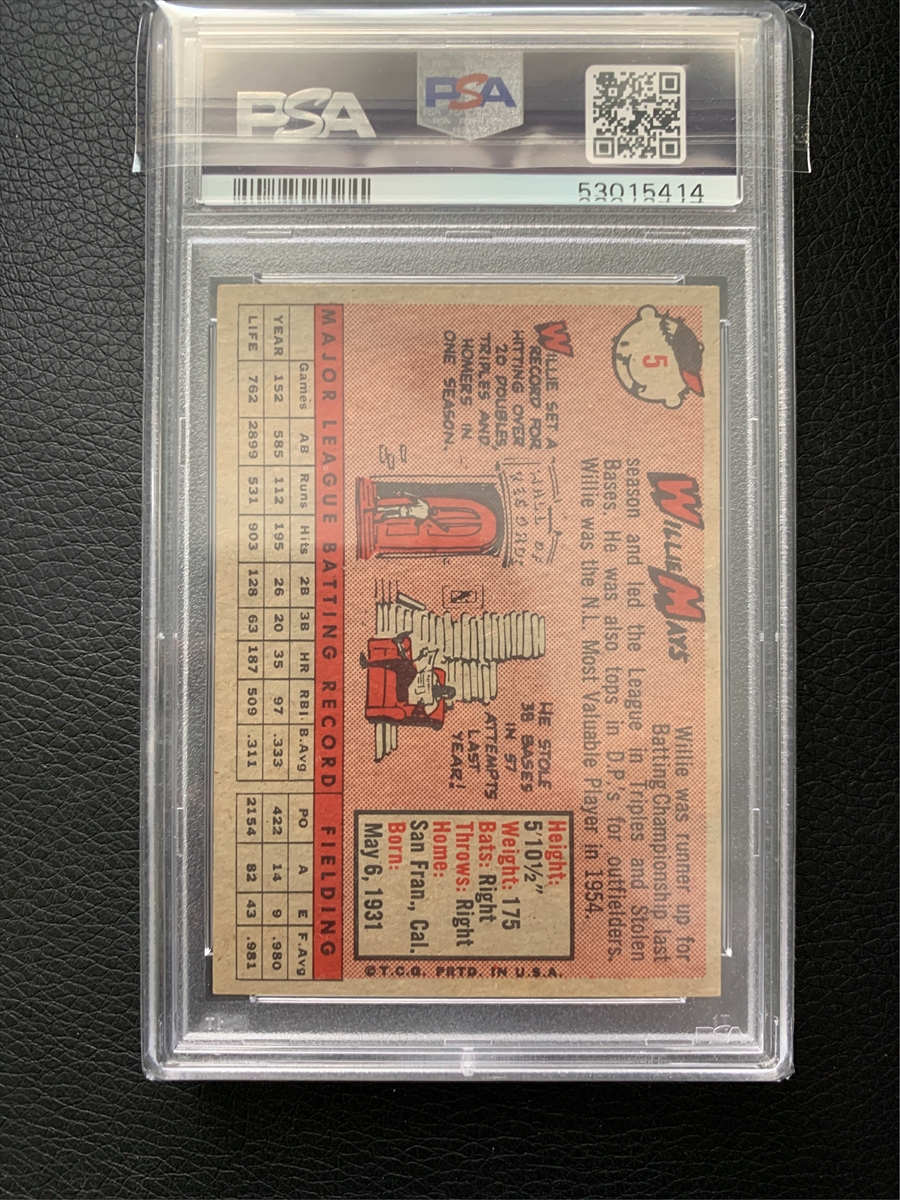 PSA
PSA
53015414
5
WILLIE MAYS
Willie was runner up for
Batting Championship last
season and led the League in Triples and Stolen
Bases. He was also tops in D.P.'s for outfielders.
Willie was the N.L. Most Valuable Player in 1954.
WILLIE SET A
RECORD FOR
HITTING OVER
20 DOUBLES,
TRIPLES AND
HOMERS IN
ONE SEASON.
HE STOLE
38 BASES
IN 57
ATTEMPTS
LAST
YEAR!
Height:
5'10½"
Weight: 175
Bats: Right
Throws: Right
Home:
San Fran., Cal.
Born:
May 6, 1931
©T.C.G. PRTD. IN U.S.A.
MAJOR LEAGUE BATTING RECORD FIELDING
Games AB Runs Hits 2B 3B HR RBI. B.Avg PO A E F.Avg
YEAR 152 585 112 195 26 20 35 97 .333 422 14 9 .980
LIFE 762 2899 531 903 128 63 187 509 .311 2154 82 43 .981
PSA